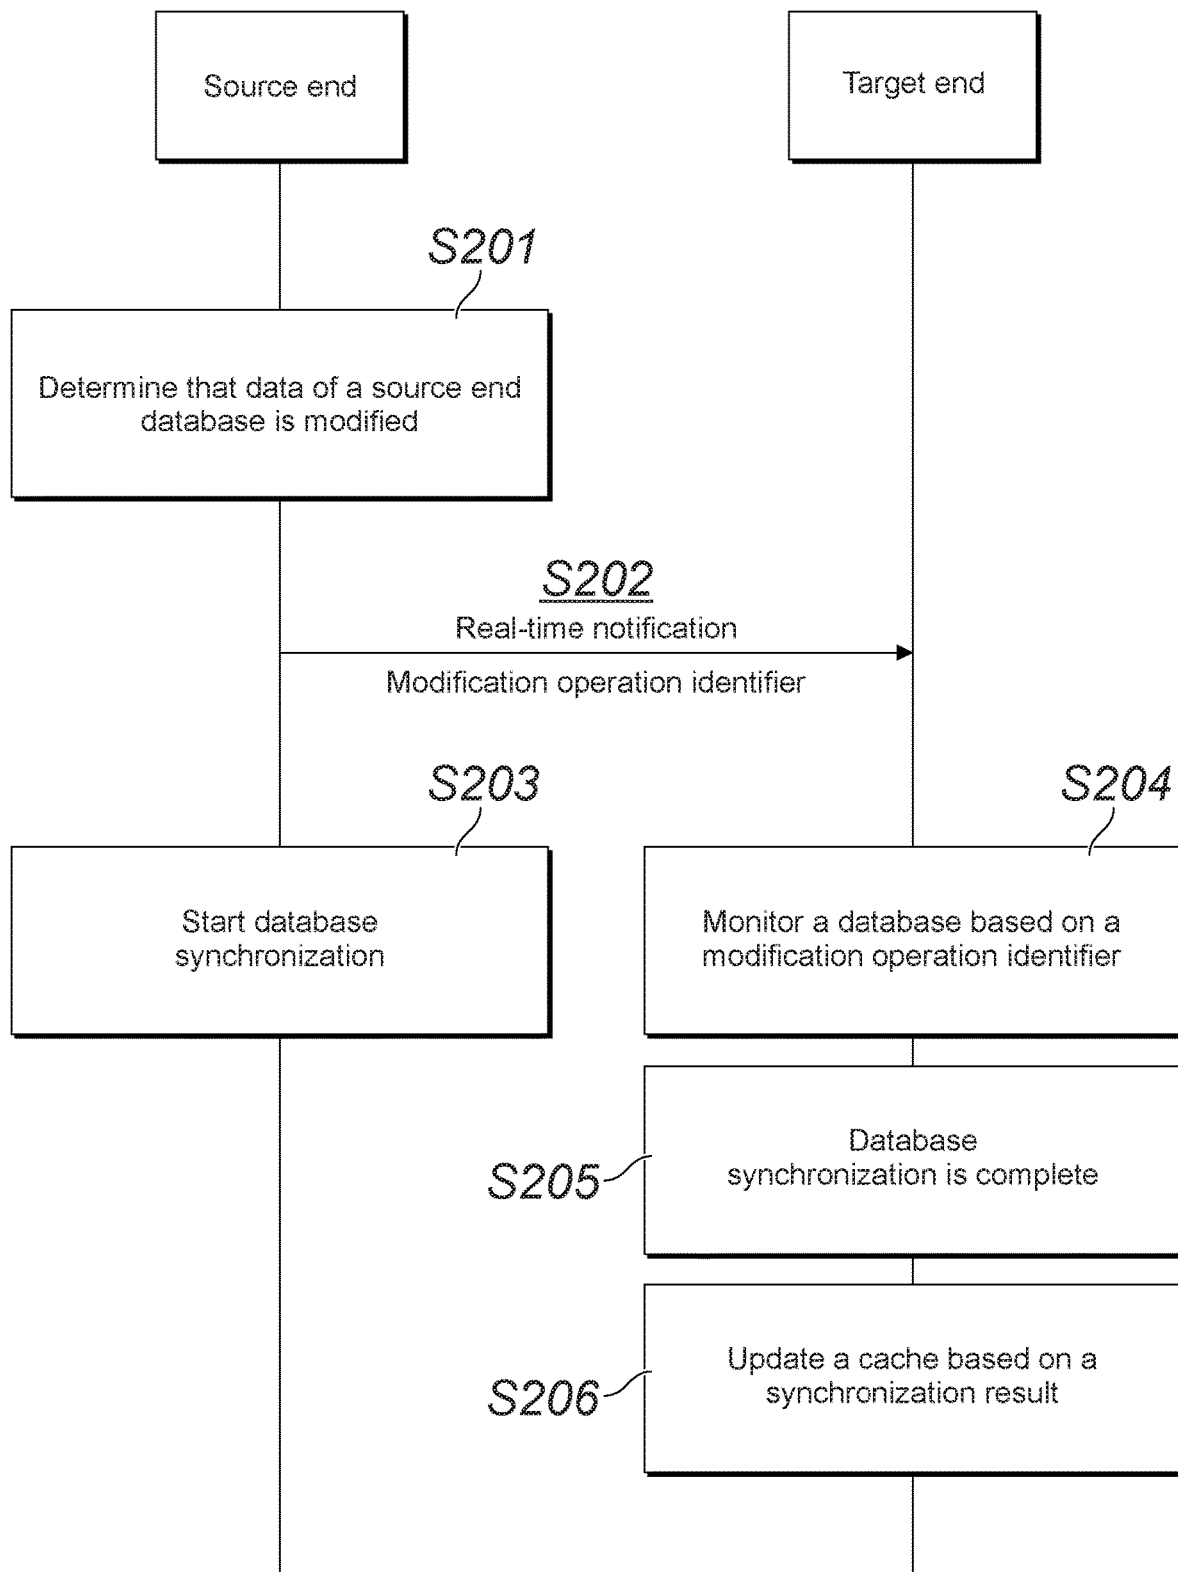 Source end
Target end
S201
Determine that data of a source end
database is modified
S202
Real-time notification
Modification operation identifier
S203
Start database
synchronization
S204
Monitor a database based on a
modification operation identifier
S205
Database
synchronization is complete
S206
Update a cache based on a
synchronization result